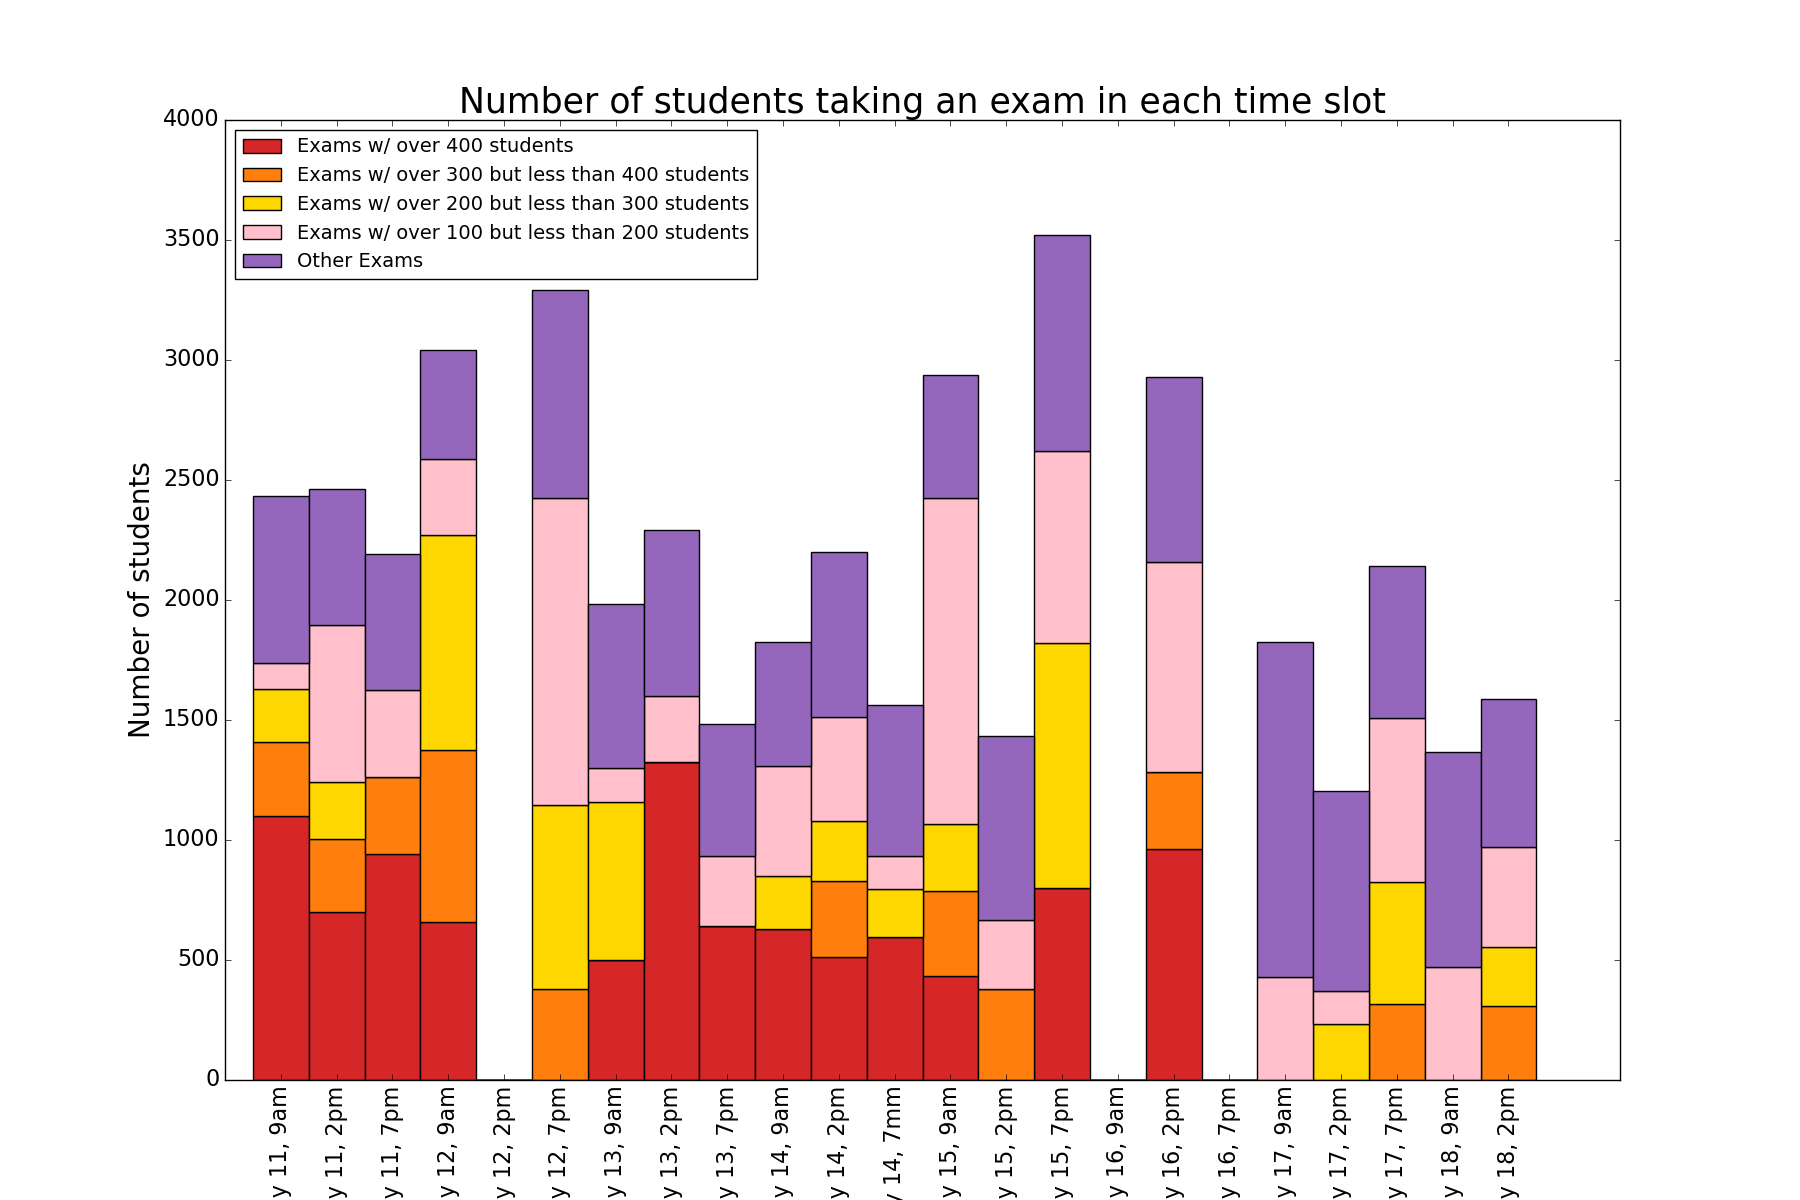 Number of students taking an exam in each time slot
4000
3500
3000
2500
2000
1500
1000
500
0
Number of students
Exams w/ over 400 students
Exams w/ over 300 but less than 400 students
Exams w/ over 200 but less than 300 students
Exams w/ over 100 but less than 200 students
Other Exams
y 11, 9am
y 11, 2pm
y 11, 7pm
y 12, 9am
y 12, 2pm
y 12, 7pm
y 13, 9am
y 13, 2pm
y 13, 7pm
y 14, 9am
y 14, 2pm
y 14, 7mm
y 15, 9am
y 15, 2pm
y 15, 7pm
y 16, 9am
y 16, 2pm
y 16, 7pm
y 17, 9am
y 17, 2pm
y 17, 7pm
y 18, 9am
y 18, 2pm